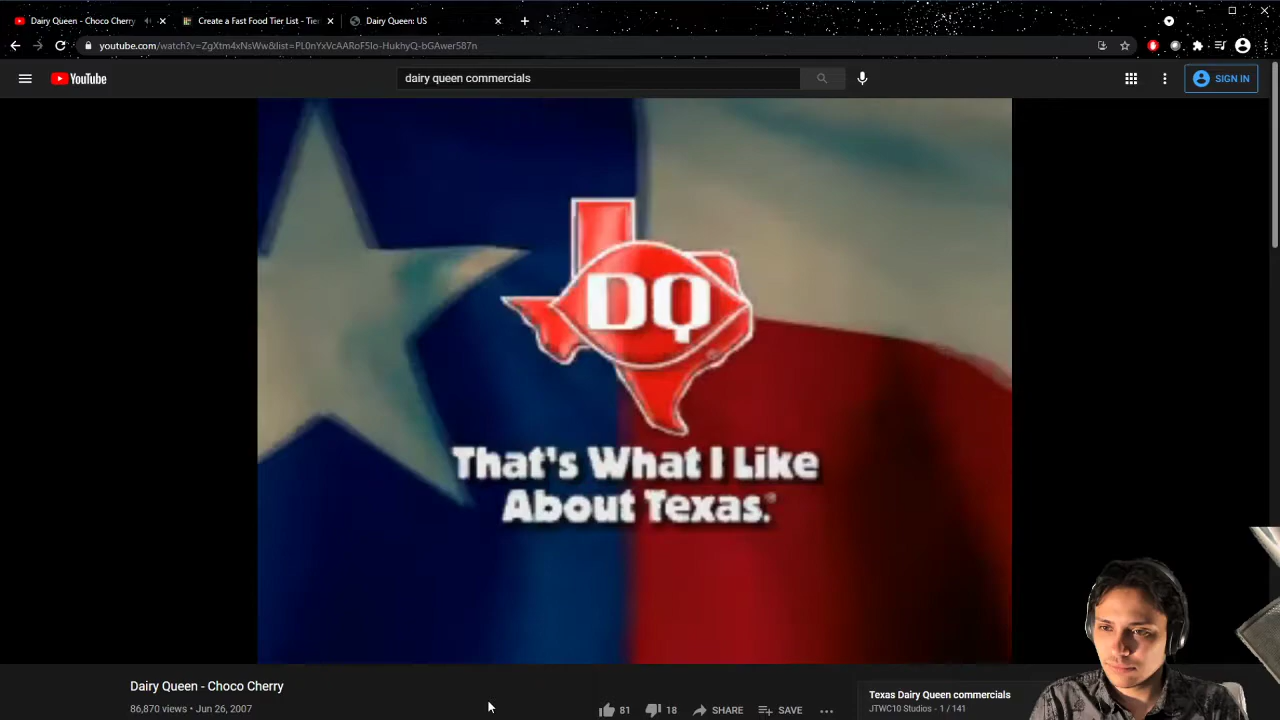 Dairy Queen - Choco Cherry
Create a Fast Food Tier List - Tier
Dairy Queen: US
youtube.com/watch?v=ZgXtm4xNsWw&list=PL0nYxVcAARoF5Io-HukhyQ-bGAwer587n
YouTube
dairy queen commercials
SIGN IN
DQ
That's What I Like
About Texas.®
Dairy Queen - Choco Cherry
86,870 views • Jun 26, 2007
81
18
SHARE
SAVE
Texas Dairy Queen commercials
JTWC10 Studios - 1 / 141